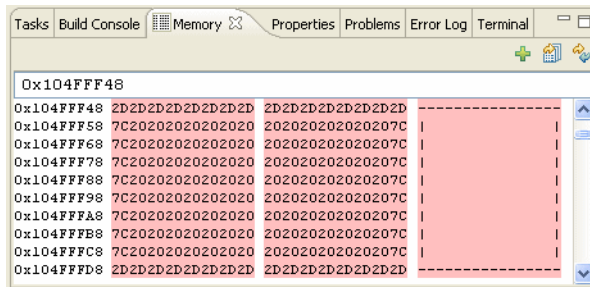 Tasks Build Console Memory Properties Problems Error Log Terminal
0x104FFF48
0x104FFF48 2D2D2D2D2D2D2D2D 2D2D2D2D2D2D2D2D ----------------
0x104FFF58 7C20202020202020 202020202020207C |              |
0x104FFF68 7C20202020202020 202020202020207C |              |
0x104FFF78 7C20202020202020 202020202020207C |              |
0x104FFF88 7C20202020202020 202020202020207C |              |
0x104FFF98 7C20202020202020 202020202020207C |              |
0x104FFFA8 7C20202020202020 202020202020207C |              |
0x104FFFB8 7C20202020202020 202020202020207C |              |
0x104FFFC8 7C20202020202020 202020202020207C |              |
0x104FFFD8 2D2D2D2D2D2D2D2D 2D2D2D2D2D2D2D2D ----------------